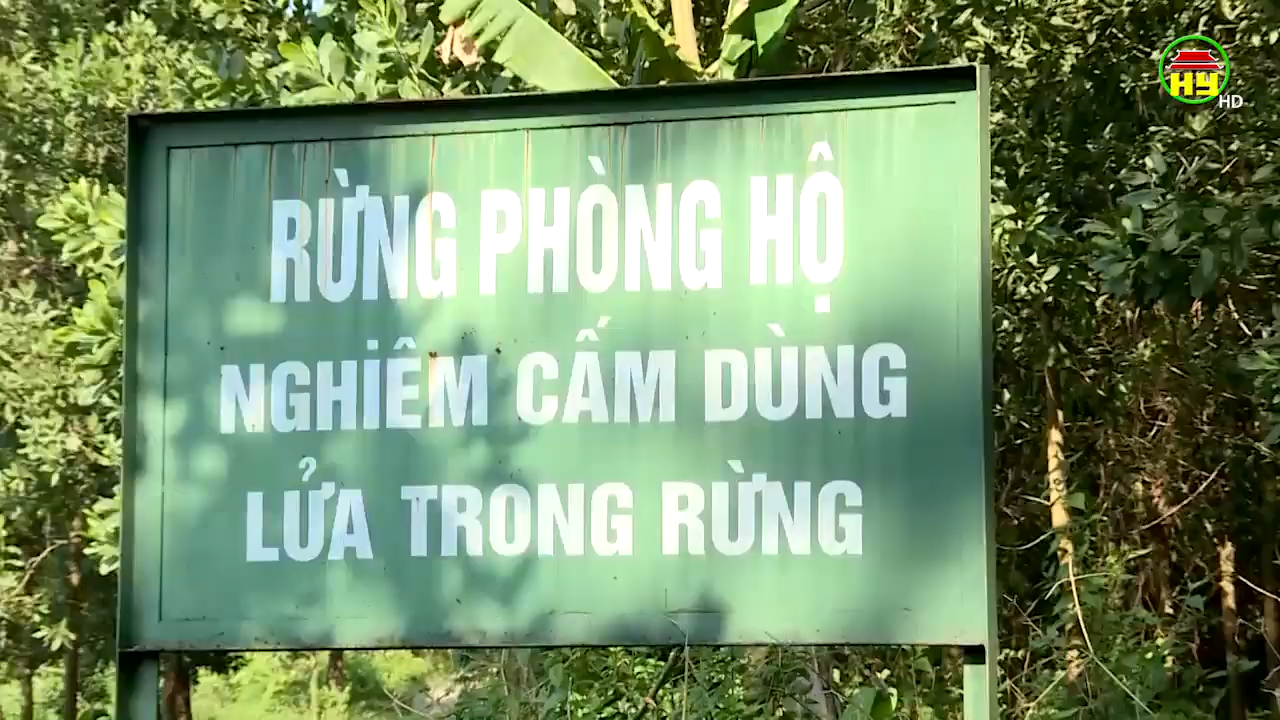 HY
HD
RỪNG PHÒNG HỘ
NGHIÊM CẤM DÙNG
LỬA TRONG RỪNG